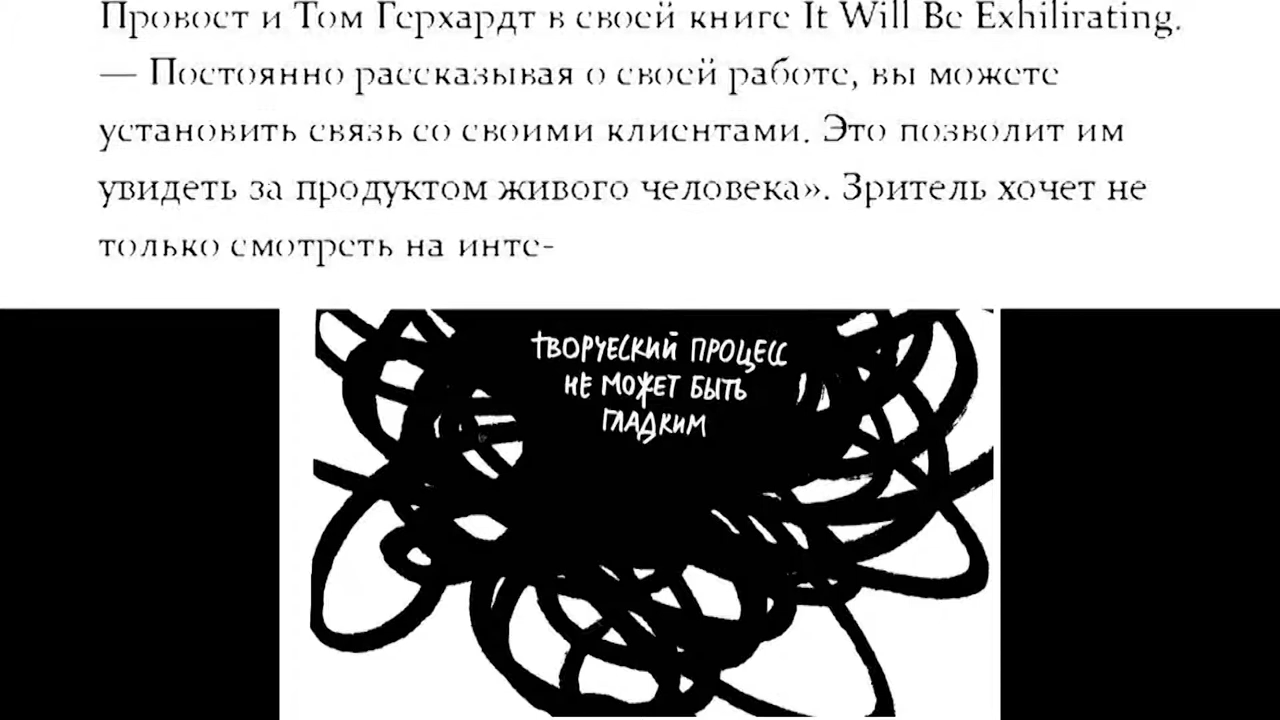 Провост и Том Герхардт в своей книге It Will Be Exhilirating.
— Постоянно рассказывая о своей работе, вы можете
установить связь со своими клиентами. Это позволит им
увидеть за продуктом живого человека». Зритель хочет не
только смотреть на инте-
ТВОРЧЕСКИЙ ПРОЦЕСС
НЕ МОЖЕТ БЫТЬ
ГЛАДКИМ